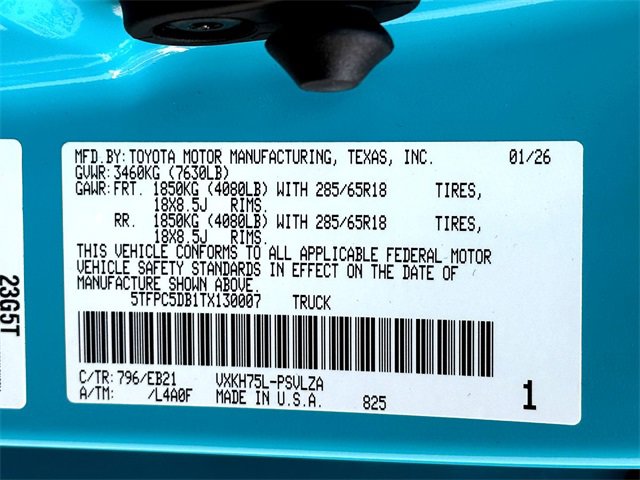 MFD.BY: TOYOTA MOTOR MANUFACTURING, TEXAS, INC. 01/26
GVWR: 3460KG (7630LB)
GAWR: FRT. 1850KG (4080LB) WITH 285/65R18 TIRES,
18X8.5J RIMS.
RR. 1850KG (4080LB) WITH 285/65R18 TIRES,
18X8.5J RIMS.
THIS VEHICLE CONFORMS TO ALL APPLICABLE FEDERAL MOTOR
VEHICLE SAFETY STANDARDS IN EFFECT ON THE DATE OF
MANUFACTURE SHOWN ABOVE.
5TFPC5DB1TX130007 TRUCK
C/TR: 796/EB21 VXKH75L-PSVLZA
A/TM: /L4A0F MADE IN U.S.A. 825 1
23G5T